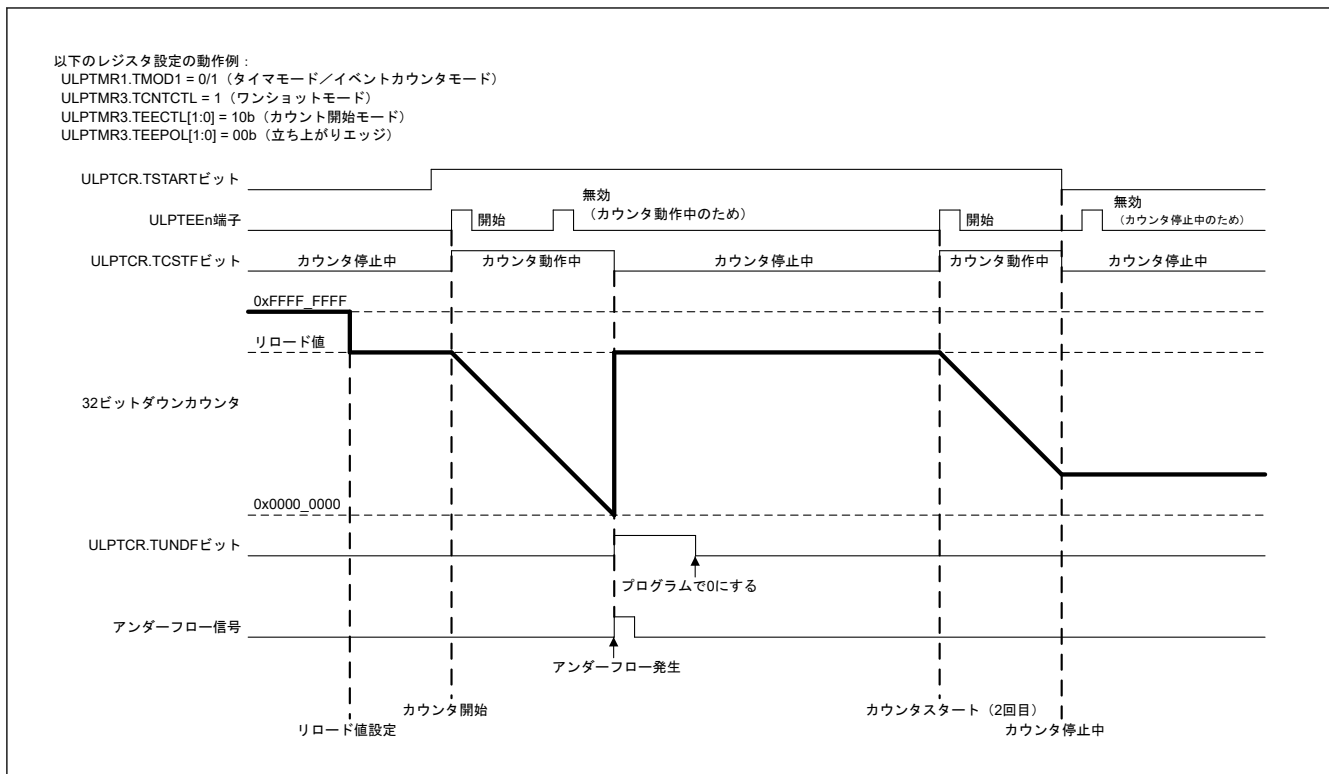 以下のレジスタ設定の動作例：
ULPTMR1.TMOD1 = 0/1（タイマモード／イベントカウンタモード）
ULPTMR3.TCNTCTL = 1（ワンショットモード）
ULPTMR3.TEECTL[1:0] = 10b（カウント開始モード）
ULPTMR3.TEEPOL[1:0] = 00b（立ち上がりエッジ）
ULPTCR.TSTARTビット
無効
（カウンタ動作中のため）
無効
（カウンタ停止中のため）
ULPTEEn端子
開始
開始
ULPTCR.TCSTFビット
カウンタ停止中
カウンタ動作中
カウンタ停止中
カウンタ動作中
カウンタ停止中
0xFFFF_FFFF
リロード値
32ビットダウンカウンタ
0x0000_0000
ULPTCR.TUNDFビット
プログラムで0にする
アンダーフロー信号
アンダーフロー発生
カウンタ開始
カウンタスタート（2回目）
リロード値設定
カウンタ停止中